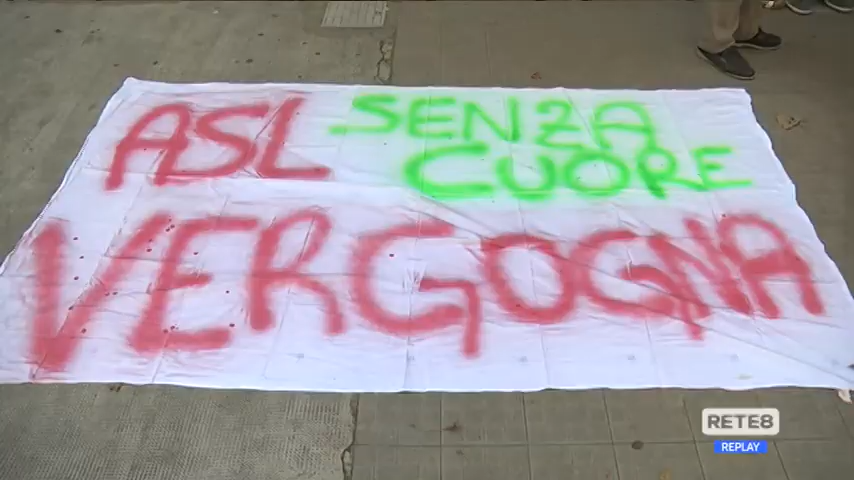 ASL SENZA
CUORE
VERGOGNA
RETE8
REPLAY